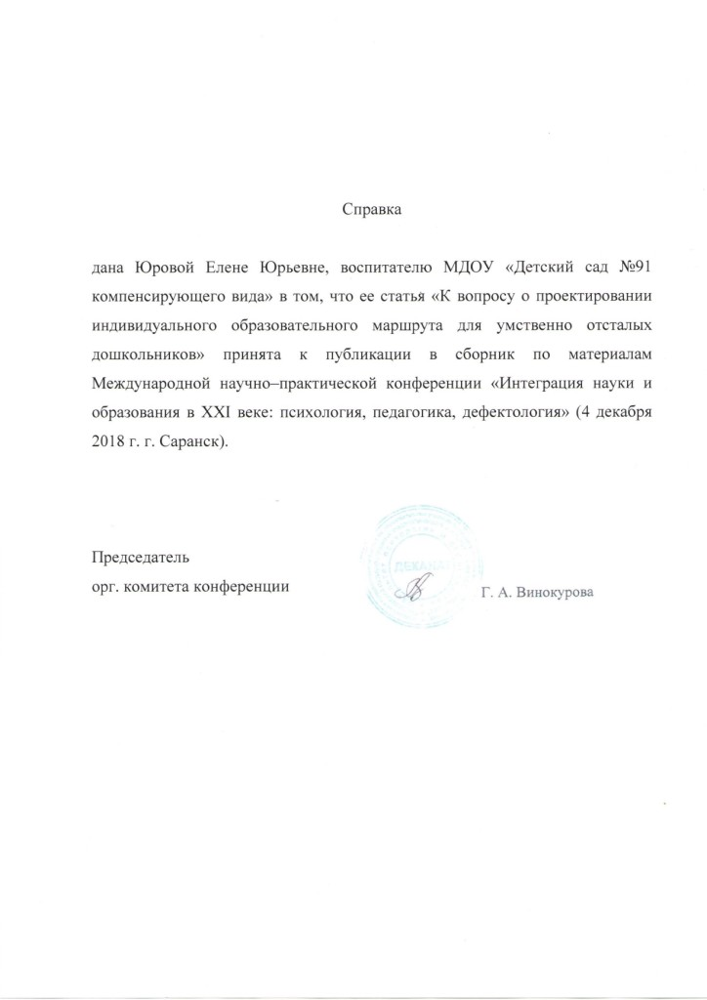 Справка
дана Юровой Елене Юрьевне, воспитателю МДОУ «Детский сад №91
компенсирующего вида» в том, что ее статья «К вопросу о проектировании
индивидуального образовательного маршрута для умственно отсталых
дошкольников» принята к публикации в сборник по материалам
Международной научно–практической конференции «Интеграция науки и
образования в XXI веке: психология, педагогика, дефектология» (4 декабря
2018 г. г. Саранск).
Председатель
орг. комитета конференции
ДЕКАНАТ
Г. А. Винокурова